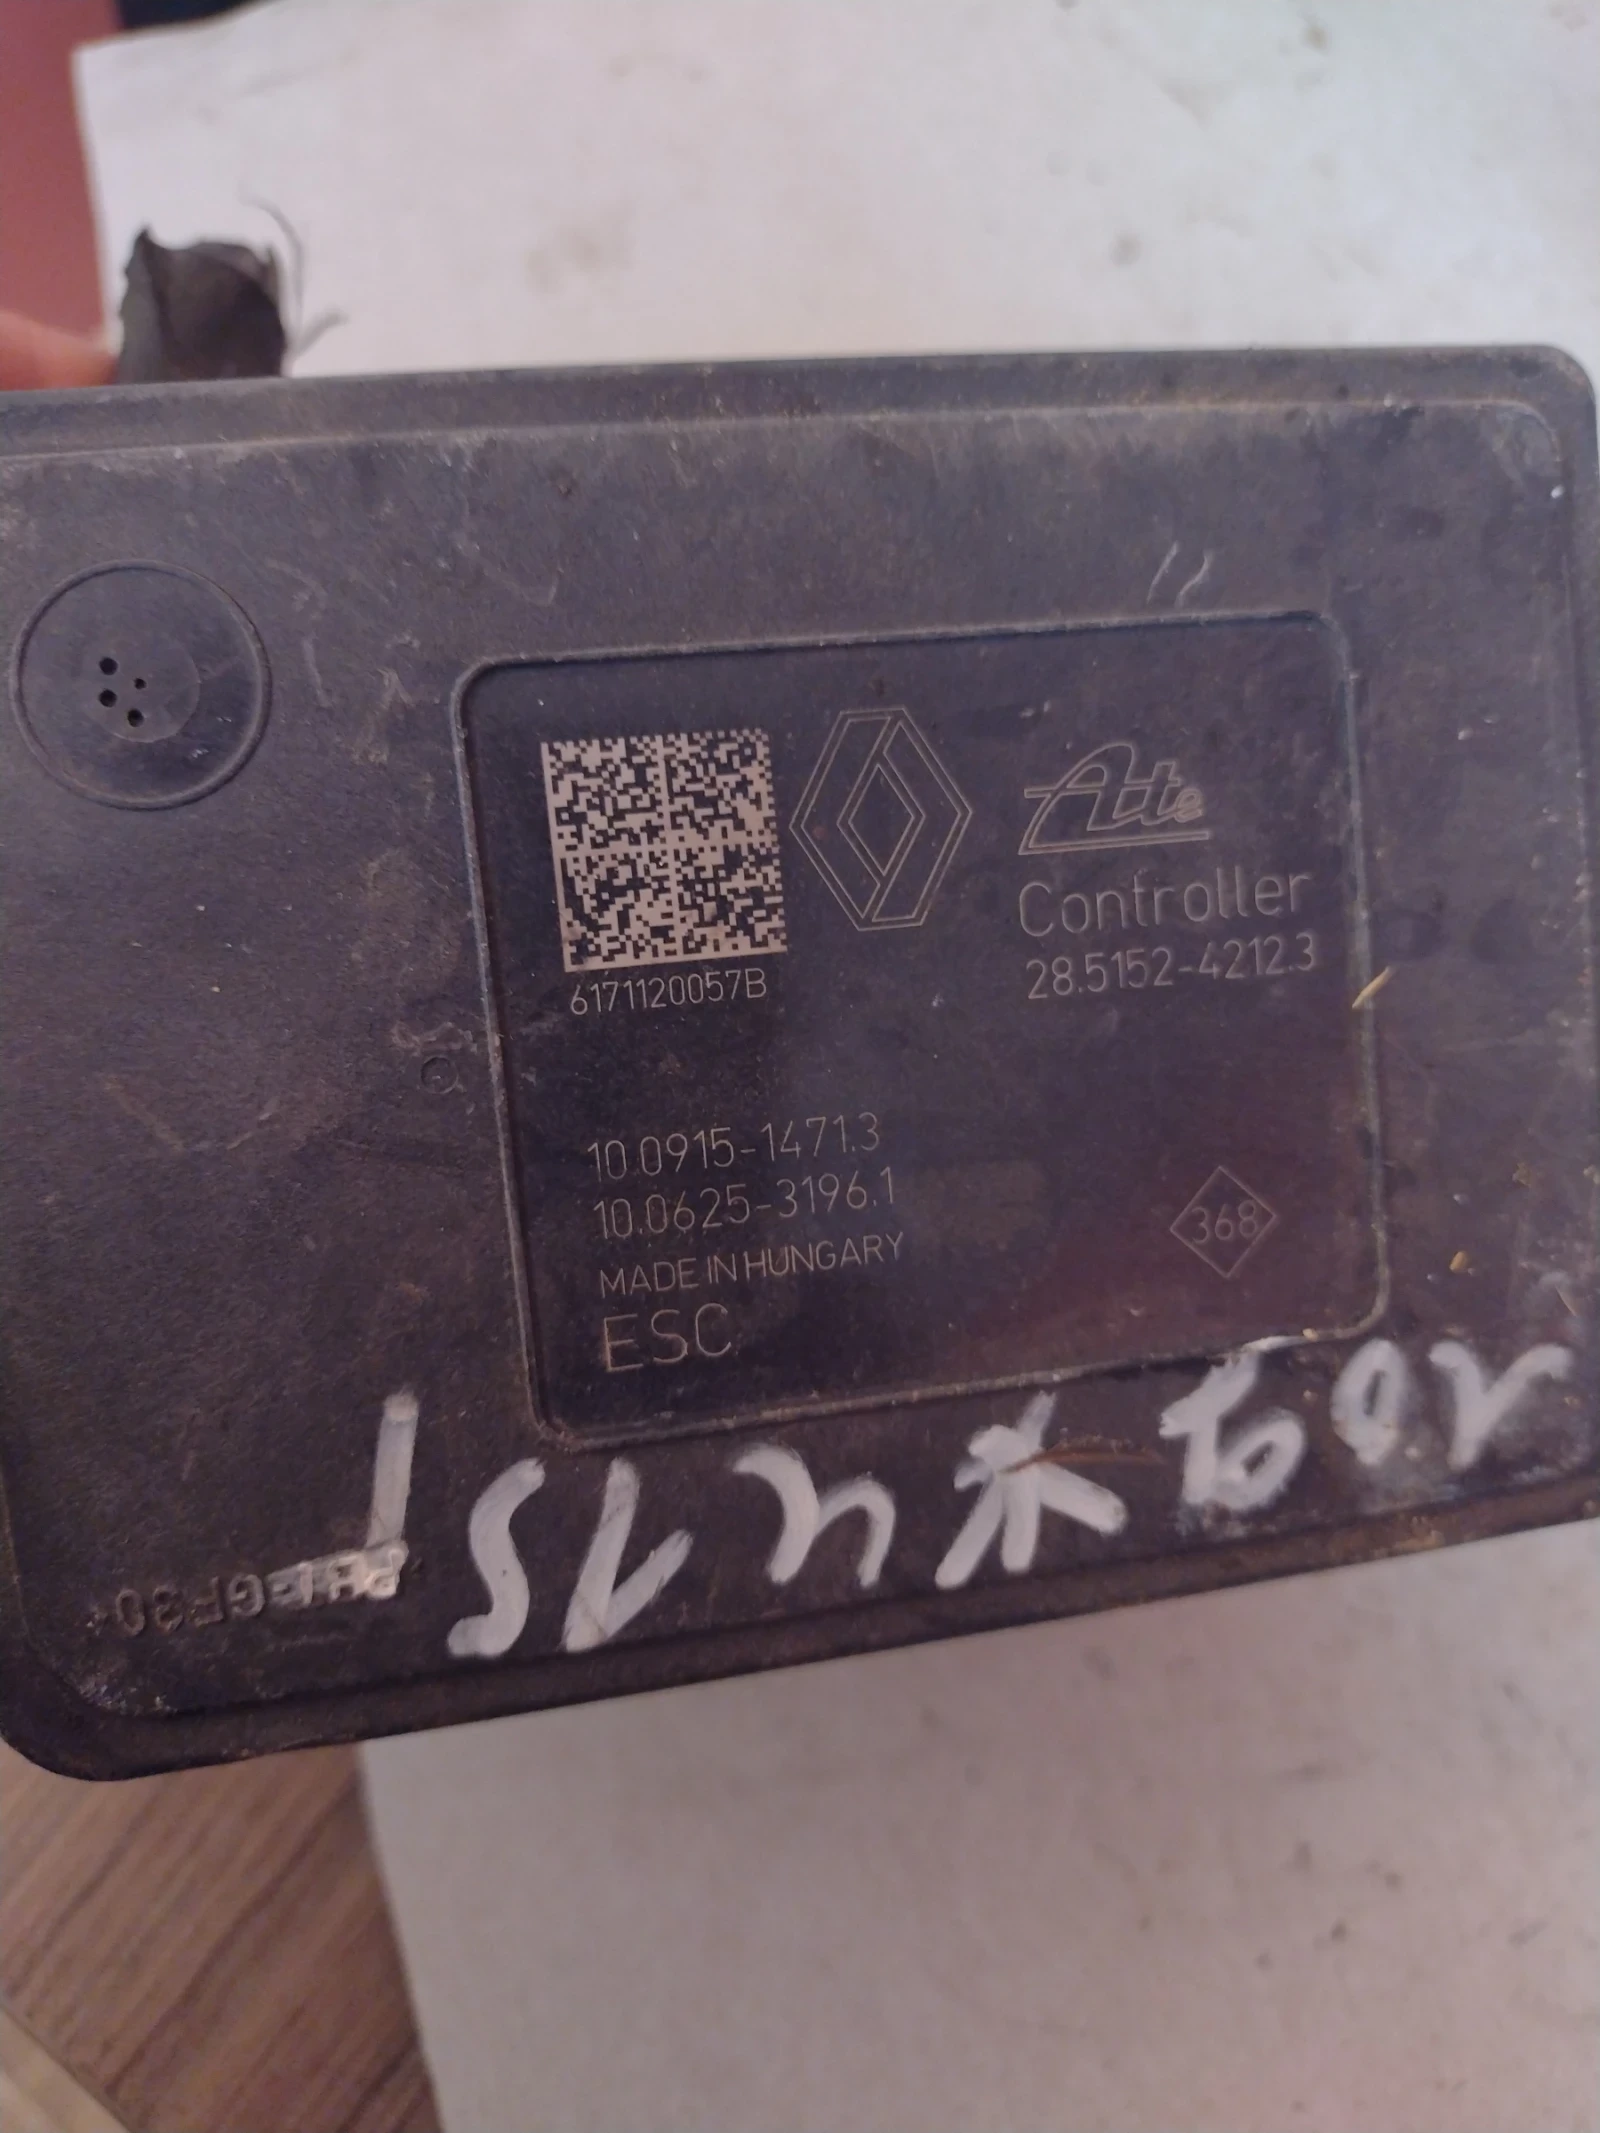 Ate
Controller
28.5152-4212.3
6171120057B
10.0915-1471.3
10.0625-3196.1
MADE IN HUNGARY
368
ESC